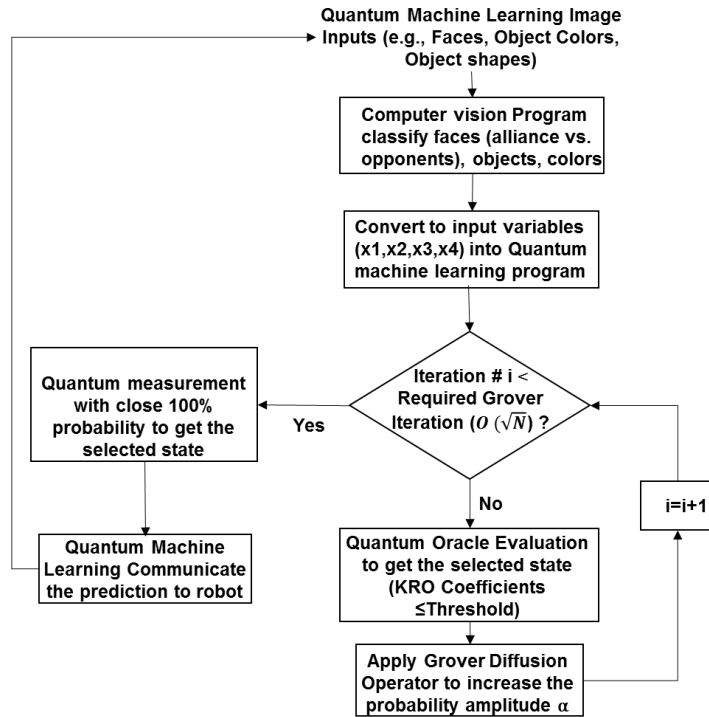 Quantum Machine Learning Image
Inputs (e.g., Faces, Object Colors,
Object shapes)
Computer vision Program
classify faces (alliance vs.
opponents), objects, colors
Convert to input variables
(x1,x2,x3,x4) into Quantum
machine learning program
Iteration # i <
Required Grover
Iteration (O (√N) ?
Yes
Quantum measurement
with close 100%
probability to get the
selected state
Quantum Machine
Learning Communicate
the prediction to robot
No
Quantum Oracle Evaluation
to get the selected state
(KRO Coefficients
≤Threshold)
Apply Grover Diffusion
Operator to increase the
probability amplitude α
i=i+1